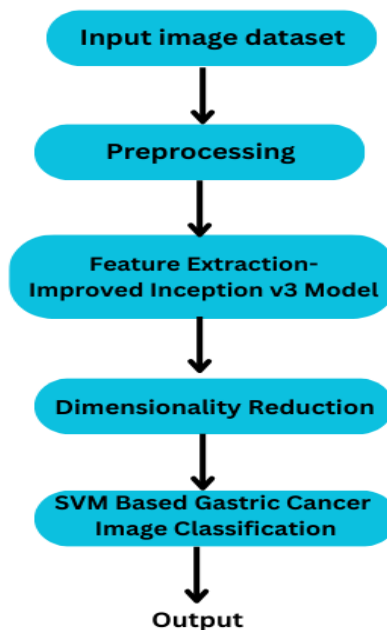 Input image dataset
Preprocessing
Feature Extraction-
Improved Inception v3 Model
Dimensionality Reduction
SVM Based Gastric Cancer
Image Classification
Output